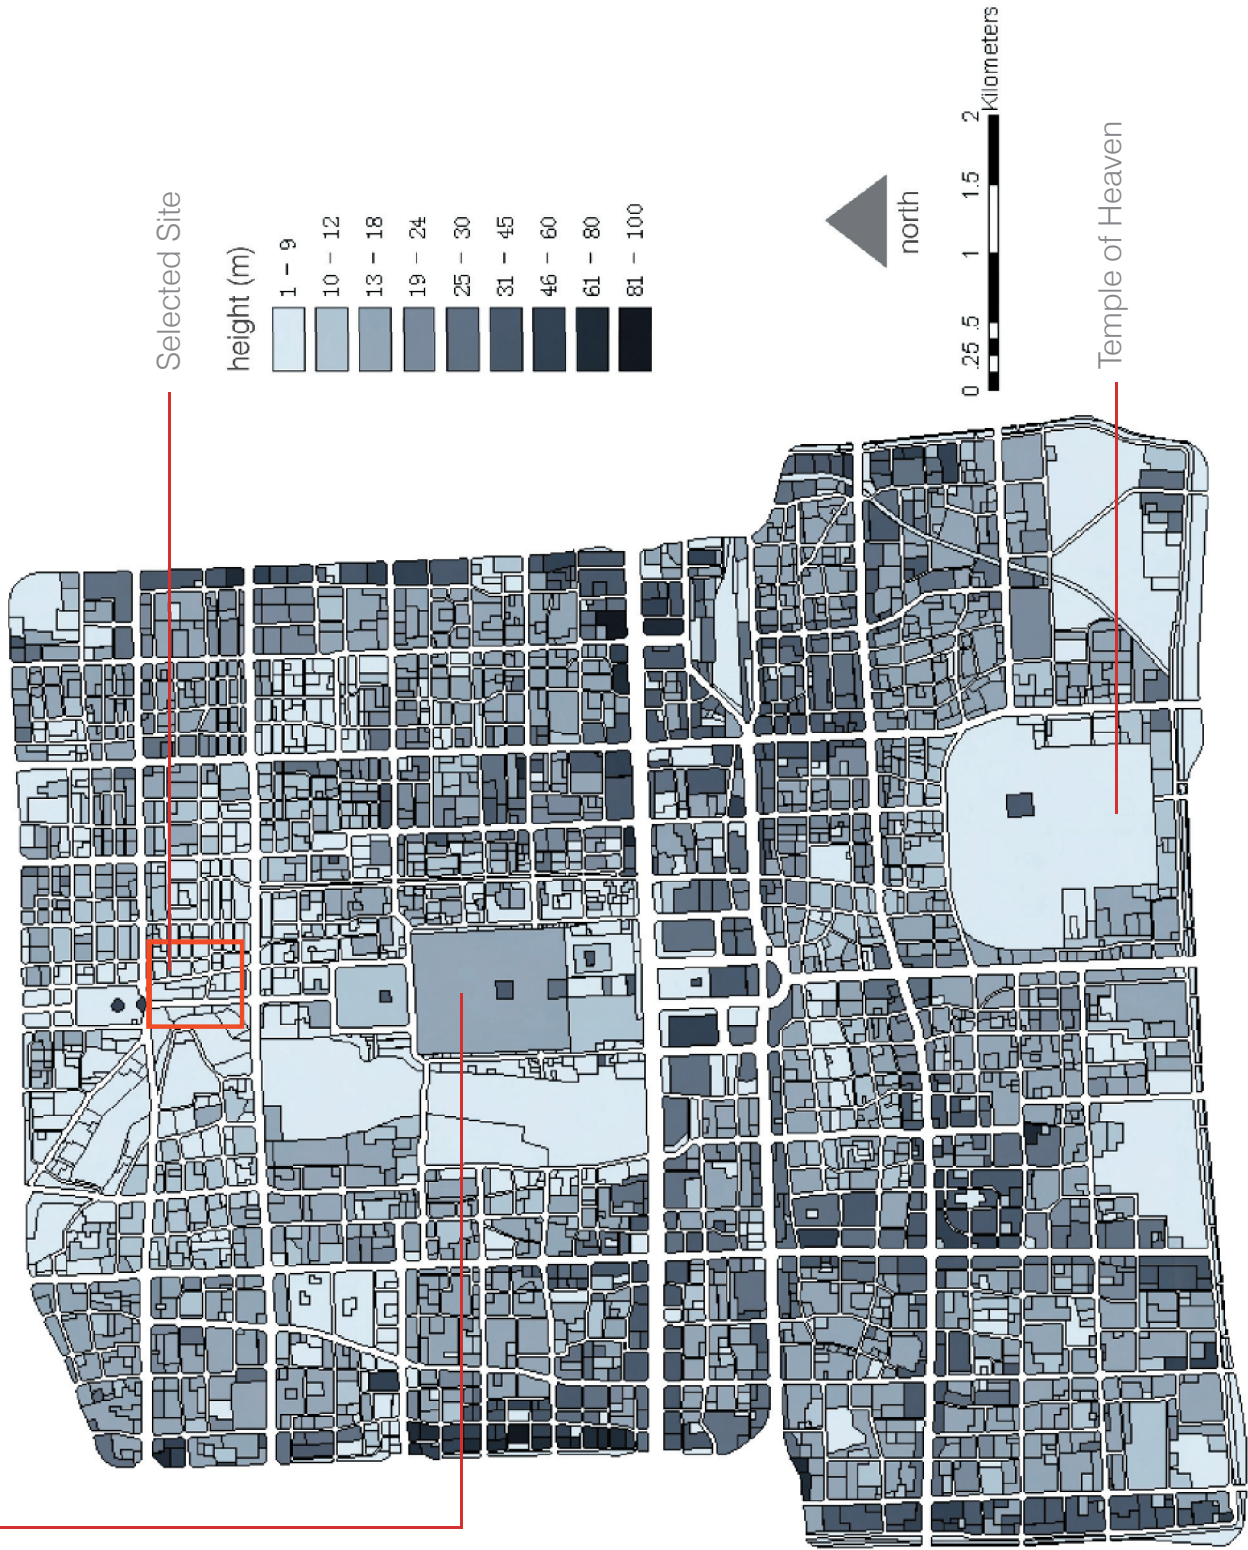 Selected Site
height (m)
1 - 9
10 - 12
13 - 18
19 - 24
25 - 30
31 - 45
46 - 60
61 - 80
81 - 100
north
0 .25 .5 1 1.5 2
Kilometers
Temple of Heaven